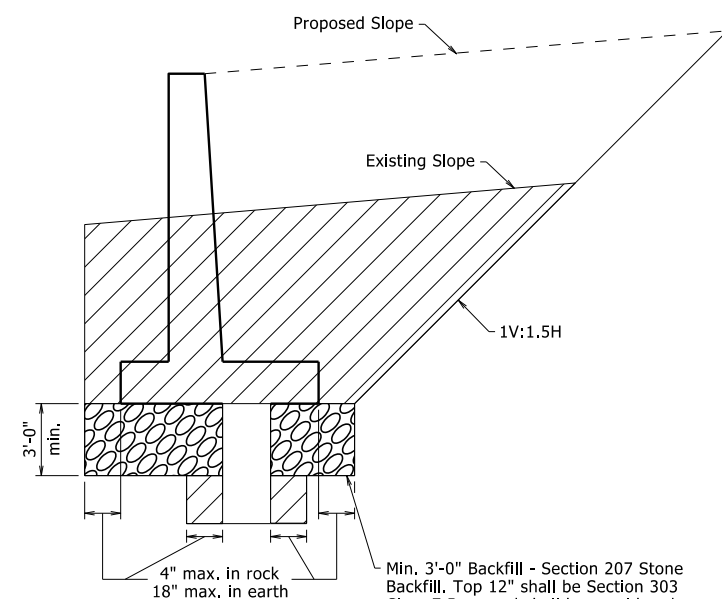 Proposed Slope
Existing Slope
1V:1.5H
3'-0"
min.
4" max. in rock
18" max. in earth
Min. 3'-0" Backfill - Section 207 Stone
Backfill. Top 12" shall be Section 303